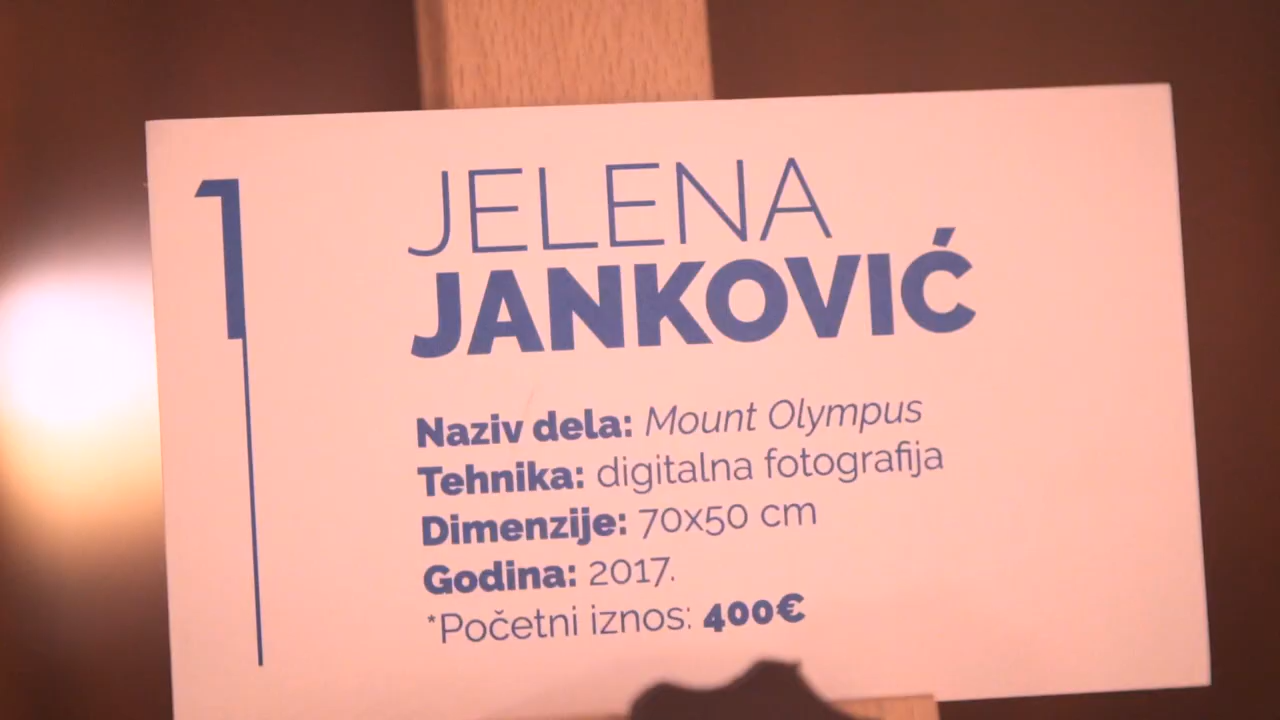 1
JELENA
JANKOVIĆ
Naziv dela: Mount Olympus
Tehnika: digitalna fotografija
Dimenzije: 70x50 cm
Godina: 2017.
*Početni iznos: 400€